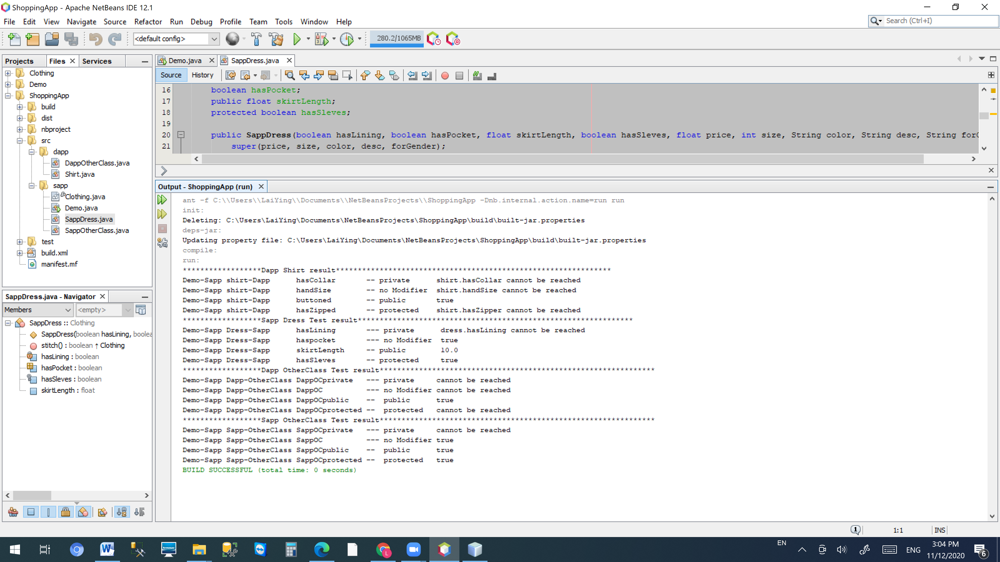 ShoppingApp - Apache NetBeans IDE 12.1
File Edit View Navigate Source Refactor Run Debug Profile Team Tools Window Help
Search (Ctrl+I)
<default config>
280.2/1065MB
Projects Files Services
Clothing
Demo
ShoppingApp
build
dist
nbproject
src
dapp
DappOtherClass.java
Shirt.java
sapp
Clothing.java
Demo.java
SappDress.java
SappOtherClass.java
test
build.xml
manifest.mf
SappDress.java - Navigator
Members <empty>
SappDress :: Clothing
SappDress(boolean hasLining, boolea
stitch() : boolean ↑ Clothing
hasLining : boolean
hasPocket : boolean
hasSleves : boolean
skirtLength : float
Demo.java SappDress.java
Source History
16 boolean hasPocket;
17 public float skirtLength;
18 protected boolean hasSleves;
19
20 public SappDress(boolean hasLining, boolean hasPocket, float skirtLength, boolean hasSleves, float price, int size, String color, String desc, String for
21 super(price, size, color, desc, forGender);
Output - ShoppingApp (run)
ant -f C:\\Users\\LaiYing\\Documents\\NetBeansProjects\\ShoppingApp -Dnb.internal.action.name=run run
init:
Deleting: C:\Users\LaiYing\Documents\NetBeansProjects\ShoppingApp\build\built-jar.properties
deps-jar:
Updating property file: C:\Users\LaiYing\Documents\NetBeansProjects\ShoppingApp\build\built-jar.properties
compile:
run:
******************Dapp Shirt result***************************************************************
Demo-Sapp shirt-Dapp hasCollar -- private shirt.hasCollar cannot be reached
Demo-Sapp shirt-Dapp handSize -- no Modifier shirt.handSize cannot be reached
Demo-Sapp shirt-Dapp buttoned -- public true
Demo-Sapp shirt-Dapp hasZipped -- protected shirt.hasZipper cannot be reached
******************Sapp Dress Test result***************************************************************
Demo-Sapp Dress-Sapp hasLining --- private dress.hasLining cannot be reached
Demo-Sapp Dress-Sapp haspocket --- no Modifier true
Demo-Sapp Dress-Sapp skirtLength -- public 10.0
Demo-Sapp Dress-Sapp hasSleves -- protected true
******************Dapp OtherClass Test result***************************************************************
Demo-Sapp Dapp-OtherClass DappOCprivate --- private cannot be reached
Demo-Sapp Dapp-OtherClass DappOC --- no Modifier cannot be reached
Demo-Sapp Dapp-OtherClass DappOCpublic -- public true
Demo-Sapp Dapp-OtherClass DappOCprotected -- protected cannot be reached
******************Sapp OtherClass Test result***************************************************************
Demo-Sapp Sapp-OtherClass SappOCprivate --- private cannot be reached
Demo-Sapp Sapp-OtherClass SappOC --- no Modifier true
Demo-Sapp Sapp-OtherClass SappOCpublic -- public true
Demo-Sapp Sapp-OtherClass SappOCprotected -- protected true
BUILD SUCCESSFUL (total time: 0 seconds)
1 1:1 INS
lenovo
L
EN
ENG
3:04 PM
11/12/2020
6